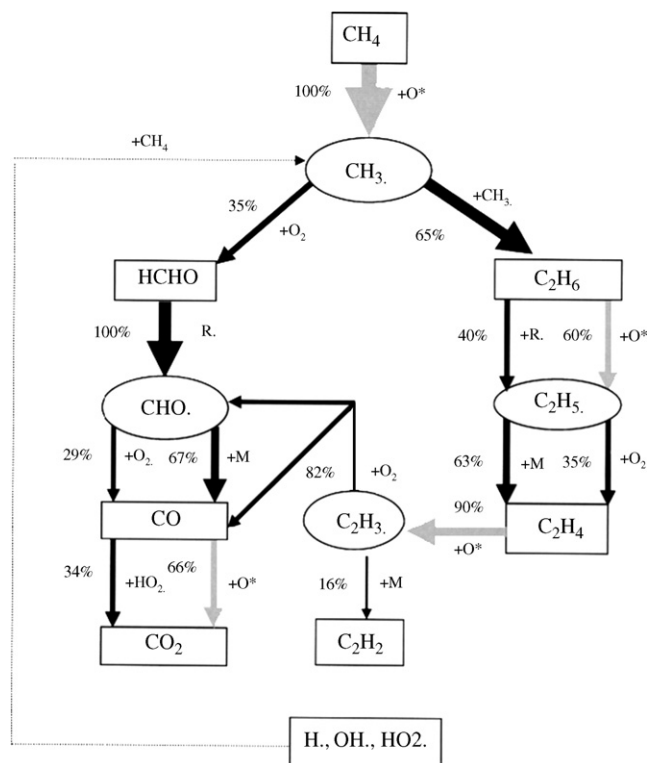 CH4
100% +O*
+CH4
CH3.
35% +O2
+CH3.
65%
HCHO
C2H6
100% R.
40% +R. 60% +O*
CHO.
C2H5.
29% +O2. 67% +M
82% +O2
63% +M 35% +O2
CO
C2H3.
90%
+O*
C2H4
34% +HO2. 66% +O*
16% +M
CO2
C2H2
H., OH., HO2.